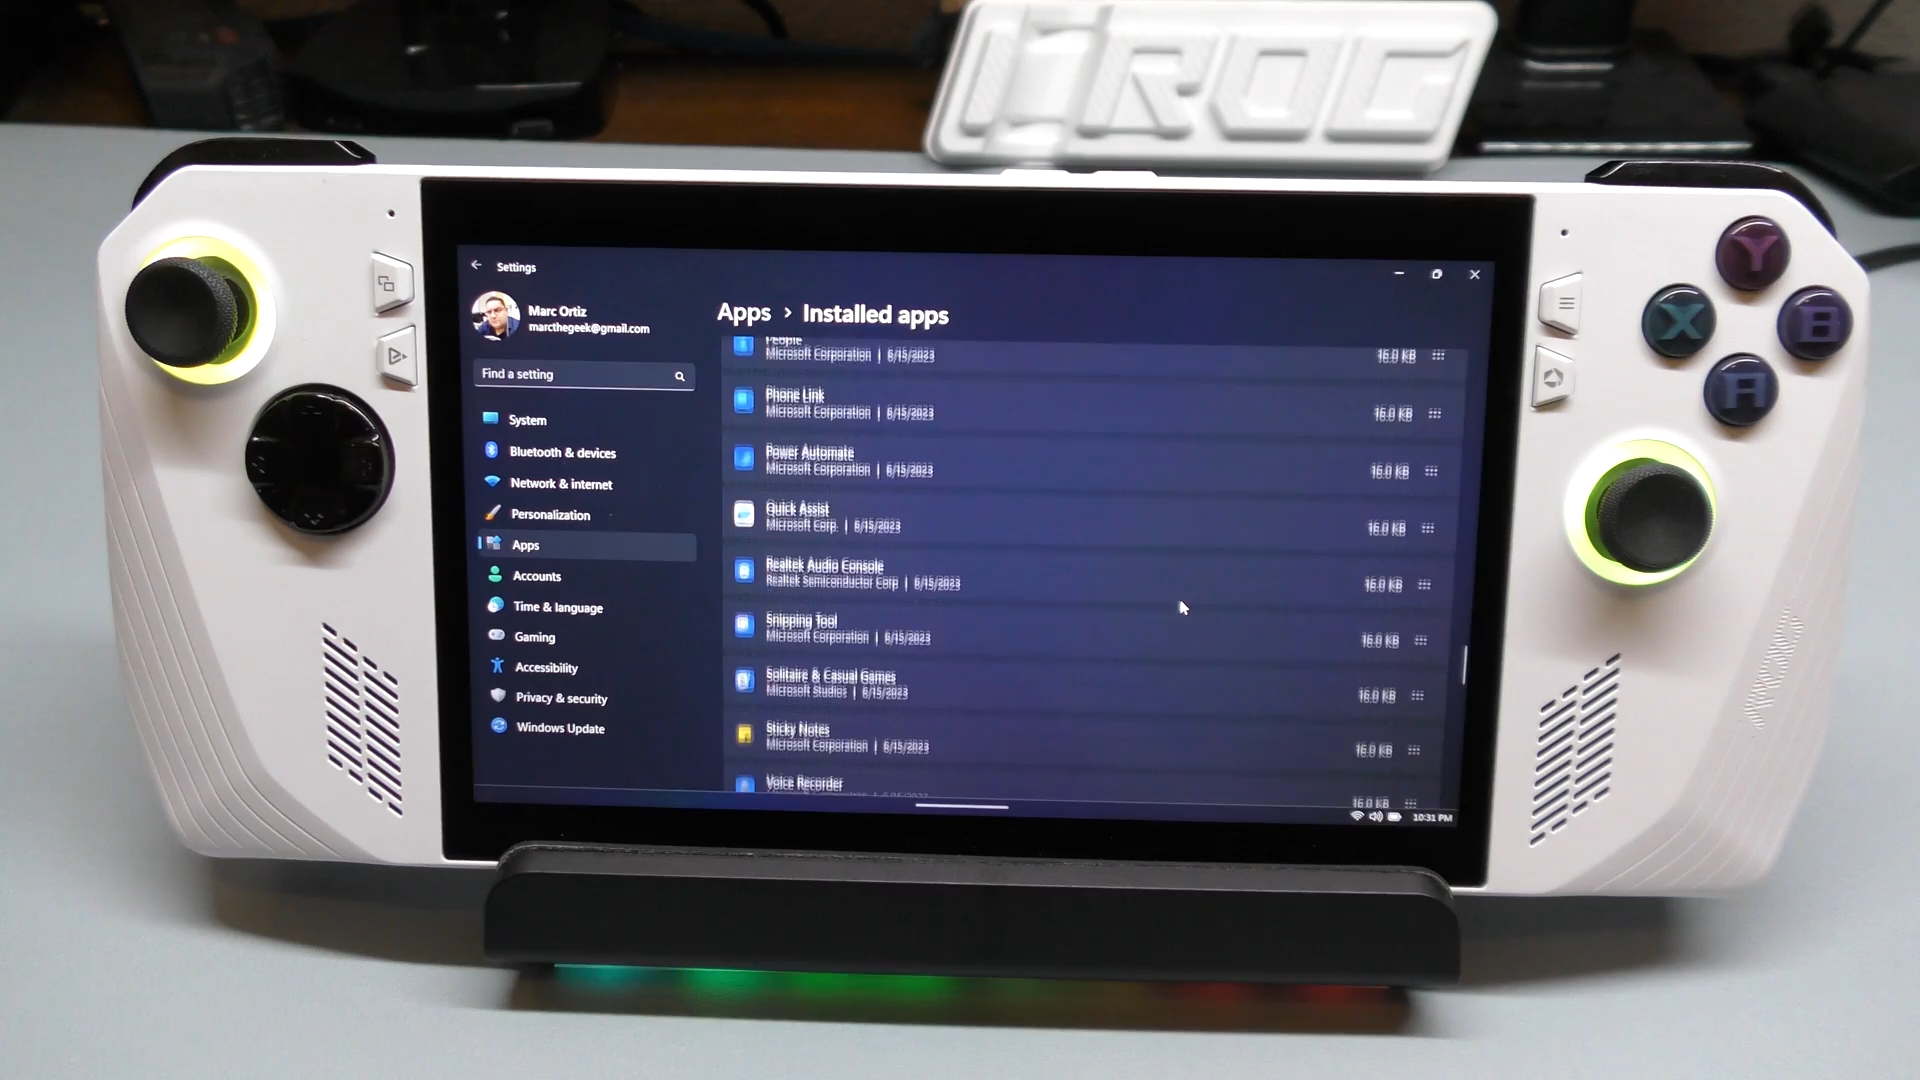 ROG
Settings
Marc Ortiz
marcthegeek@gmail.com
Find a setting
System
Bluetooth & devices
Network & internet
Personalization
Apps
Accounts
Time & language
Gaming
Accessibility
Privacy & security
Windows Update
Apps > Installed apps
People
Microsoft Corporation | 6/15/2023
16.0 KB
Phone Link
Microsoft Corporation | 6/15/2023
16.0 KB
Power Automate
Microsoft Corporation | 6/15/2023
16.0 KB
Quick Assist
Microsoft Corp. | 6/15/2023
16.0 KB
Realtek Audio Console
Realtek Semiconductor Corp | 6/15/2023
16.0 KB
Snipping Tool
Microsoft Corporation | 6/15/2023
16.0 KB
Solitaire & Casual Games
Microsoft Studios | 6/15/2023
16.0 KB
Sticky Notes
Microsoft Corporation | 6/15/2023
16.0 KB
Voice Recorder
16.0 KB
10:31 PM
Y
X
B
A